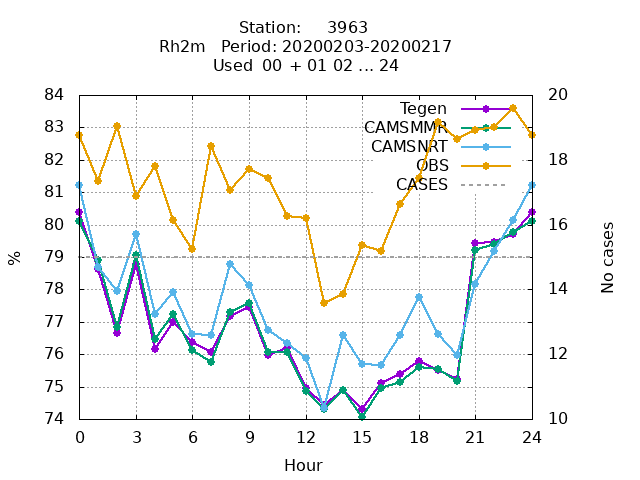 Station: 3963
Rh2m Period: 20200203-20200217
Used 00 + 01 02 ... 24
84
83
82
81
80
79
78
77
76
75
74
20
18
16
14
12
10
Tegen
CAMSMMR
CAMSNRT
OBS
CASES
%
No cases
0 3 6 9 12 15 18 21 24
Hour